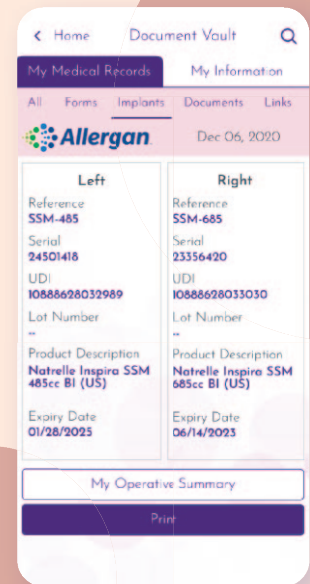 Home Document Vault
My Medical Records My Information
All Forms Implants Documents Links
Allergan Dec 06, 2020
Left
Reference
SSM-485
Serial
24501418
UDI
10888628032989
Lot Number
--
Product Description
Natrelle Inspira SSM
485cc BI (US)
Expiry Date
01/28/2025
Right
Reference
SSM-685
Serial
23356420
UDI
10888628033030
Lot Number
--
Product Description
Natrelle Inspira SSM
685cc BI (US)
Expiry Date
06/14/2023
My Operative Summary
Print